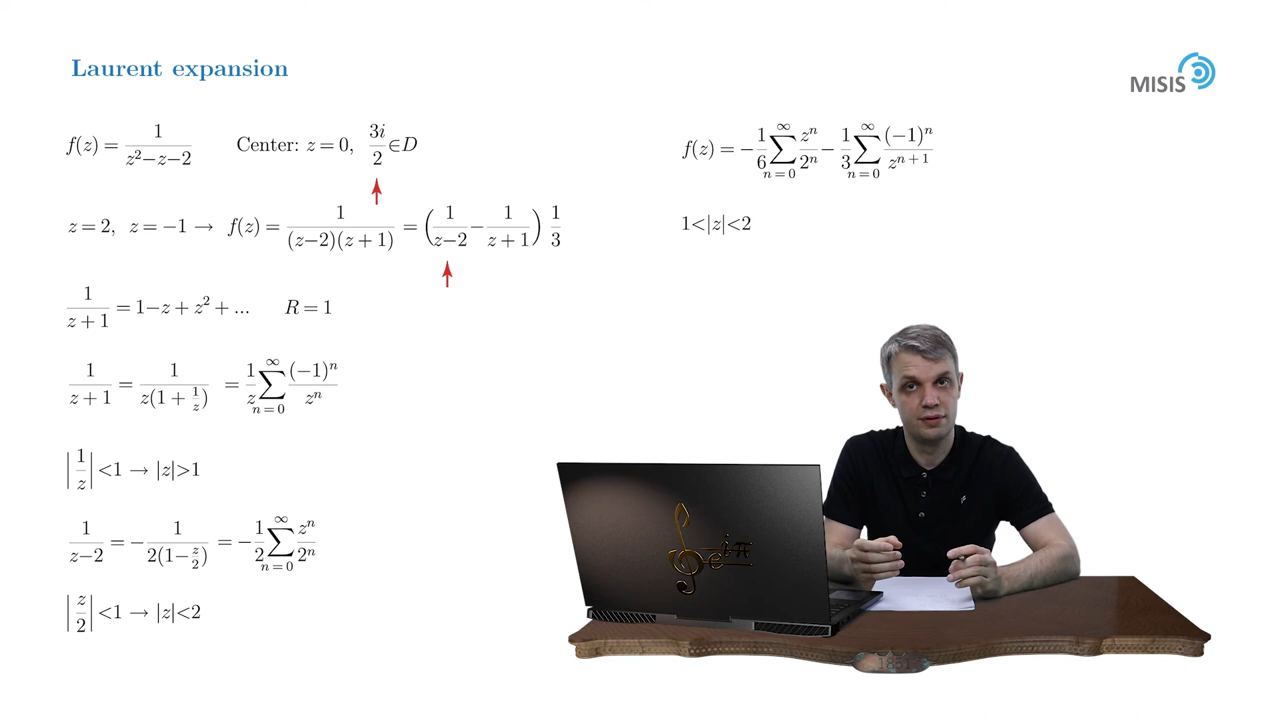 Laurent expansion
MISIS
f(z) = 1/(z²−z−2)   Center: z = 0, 3i/2 ∈ D
z = 2, z = −1 → f(z) = 1/((z−2)(z+1)) = (1/(z−2) − 1/(z+1)) 1/3
1/(z+1) = 1−z+z²+...   R = 1
1/(z+1) = 1/(z(1+1/z)) = 1/z ∑_{n=0}^{∞} (−1)ⁿ/zⁿ
|1/z| <1 → |z|>1
1/(z−2) = − 1/(2(1−z/2)) = − 1/2 ∑_{n=0}^{∞} zⁿ/2ⁿ
|z/2| <1 → |z|<2
f(z) = − 1/6 ∑_{n=0}^{∞} zⁿ/2ⁿ − 1/3 ∑_{n=0}^{∞} (−1)ⁿ/zⁿ⁺¹
1<|z|<2
e^{iπ}